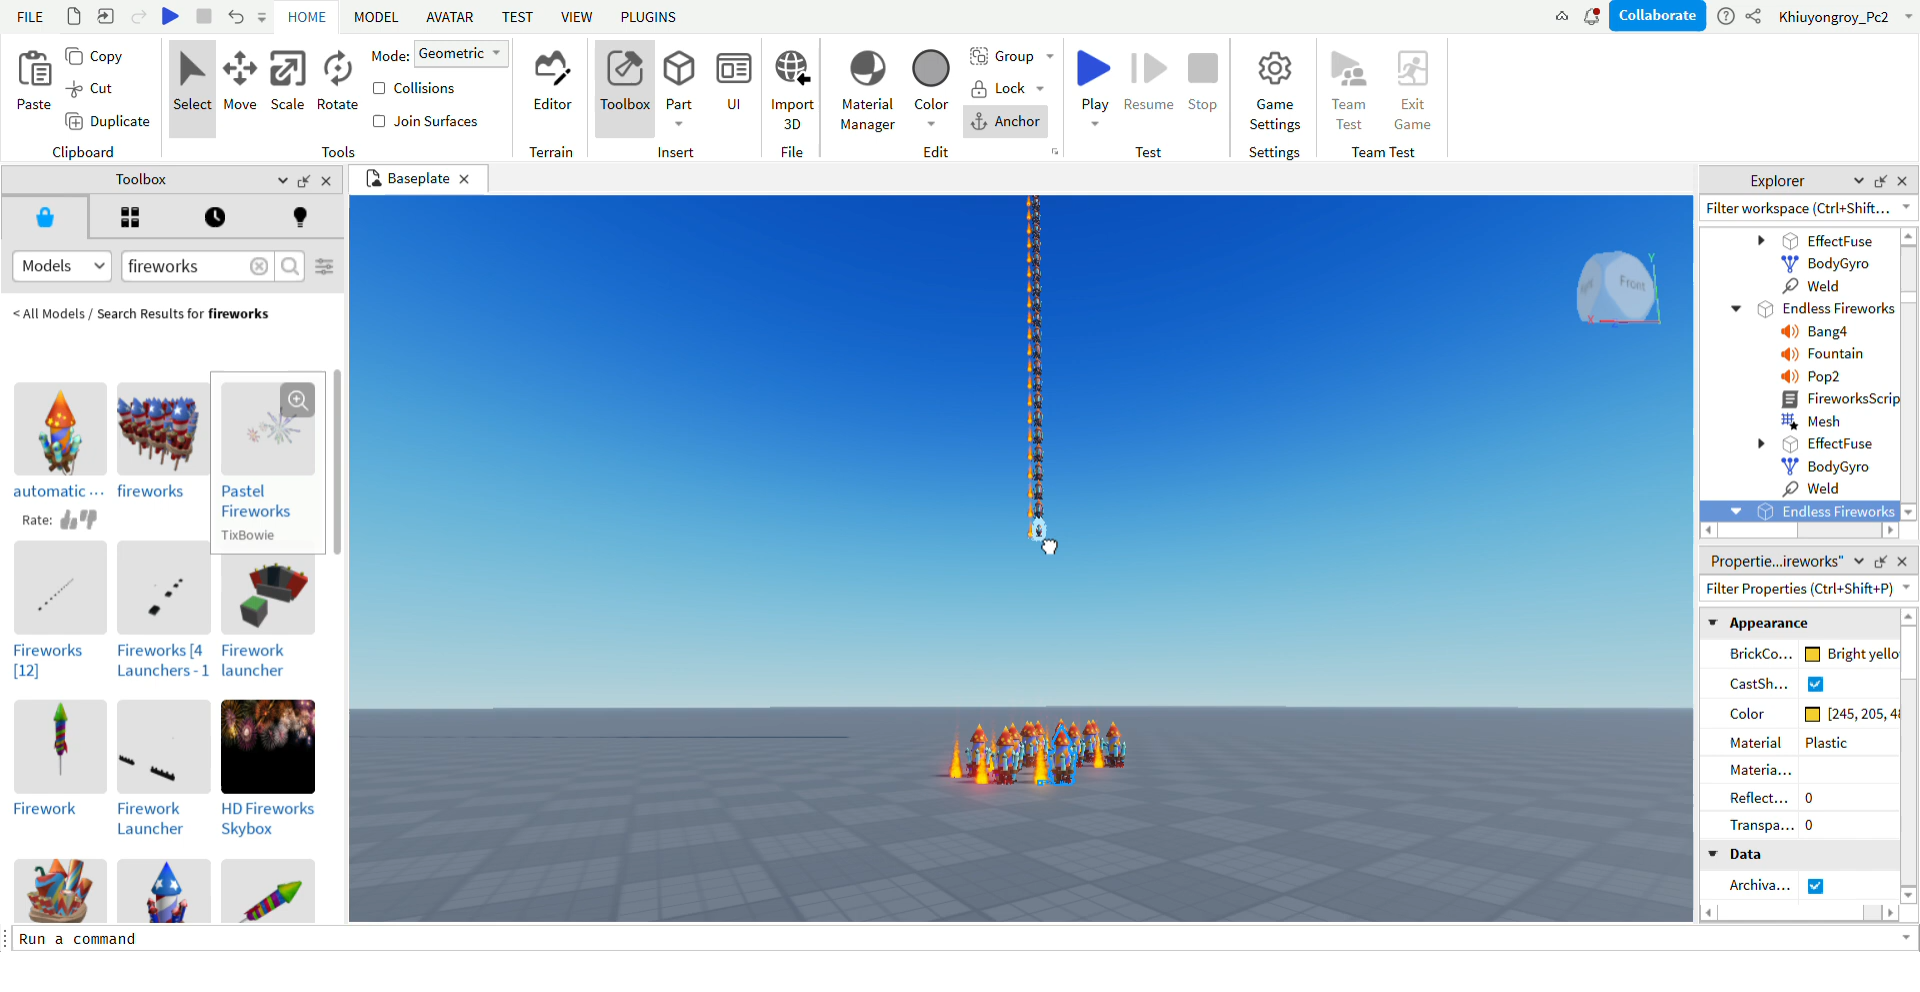 FILE HOME MODEL AVATAR TEST VIEW PLUGINS Collaborate Khiuyongroy_Pc2
Paste Copy Cut Duplicate
Clipboard
Select Move Scale Rotate
Mode: Geometric
Collisions
Join Surfaces
Tools
Editor
Terrain
Toolbox Part UI
Insert
Import
3D
File
Material
Manager
Color
Group
Lock
Anchor
Edit
Play Resume Stop
Test
Game
Settings
Settings
Team
Test
Exit
Game
Team Test
Toolbox
Models
fireworks
< All Models / Search Results for fireworks
automatic ...
Rate:
fireworks
Pastel
Fireworks
TixBowie
Fireworks
[12]
Fireworks [4
Launchers - 1
Firework
launcher
Firework
Firework
Launcher
HD Fireworks
Skybox
Baseplate
Front
Y
X
Z
Explorer
Filter workspace (Ctrl+Shift...
EffectFuse
BodyGyro
Weld
Endless Fireworks
Bang4
Fountain
Pop2
FireworksScrip
Mesh
EffectFuse
BodyGyro
Weld
Endless Fireworks
Propertie...ireworks"
Filter Properties (Ctrl+Shift+P)
Appearance
BrickCo... Bright yello
CastSh...
Color [245, 205, 48
Material Plastic
Materia...
Reflect... 0
Transpa... 0
Data
Archiva...
Run a command